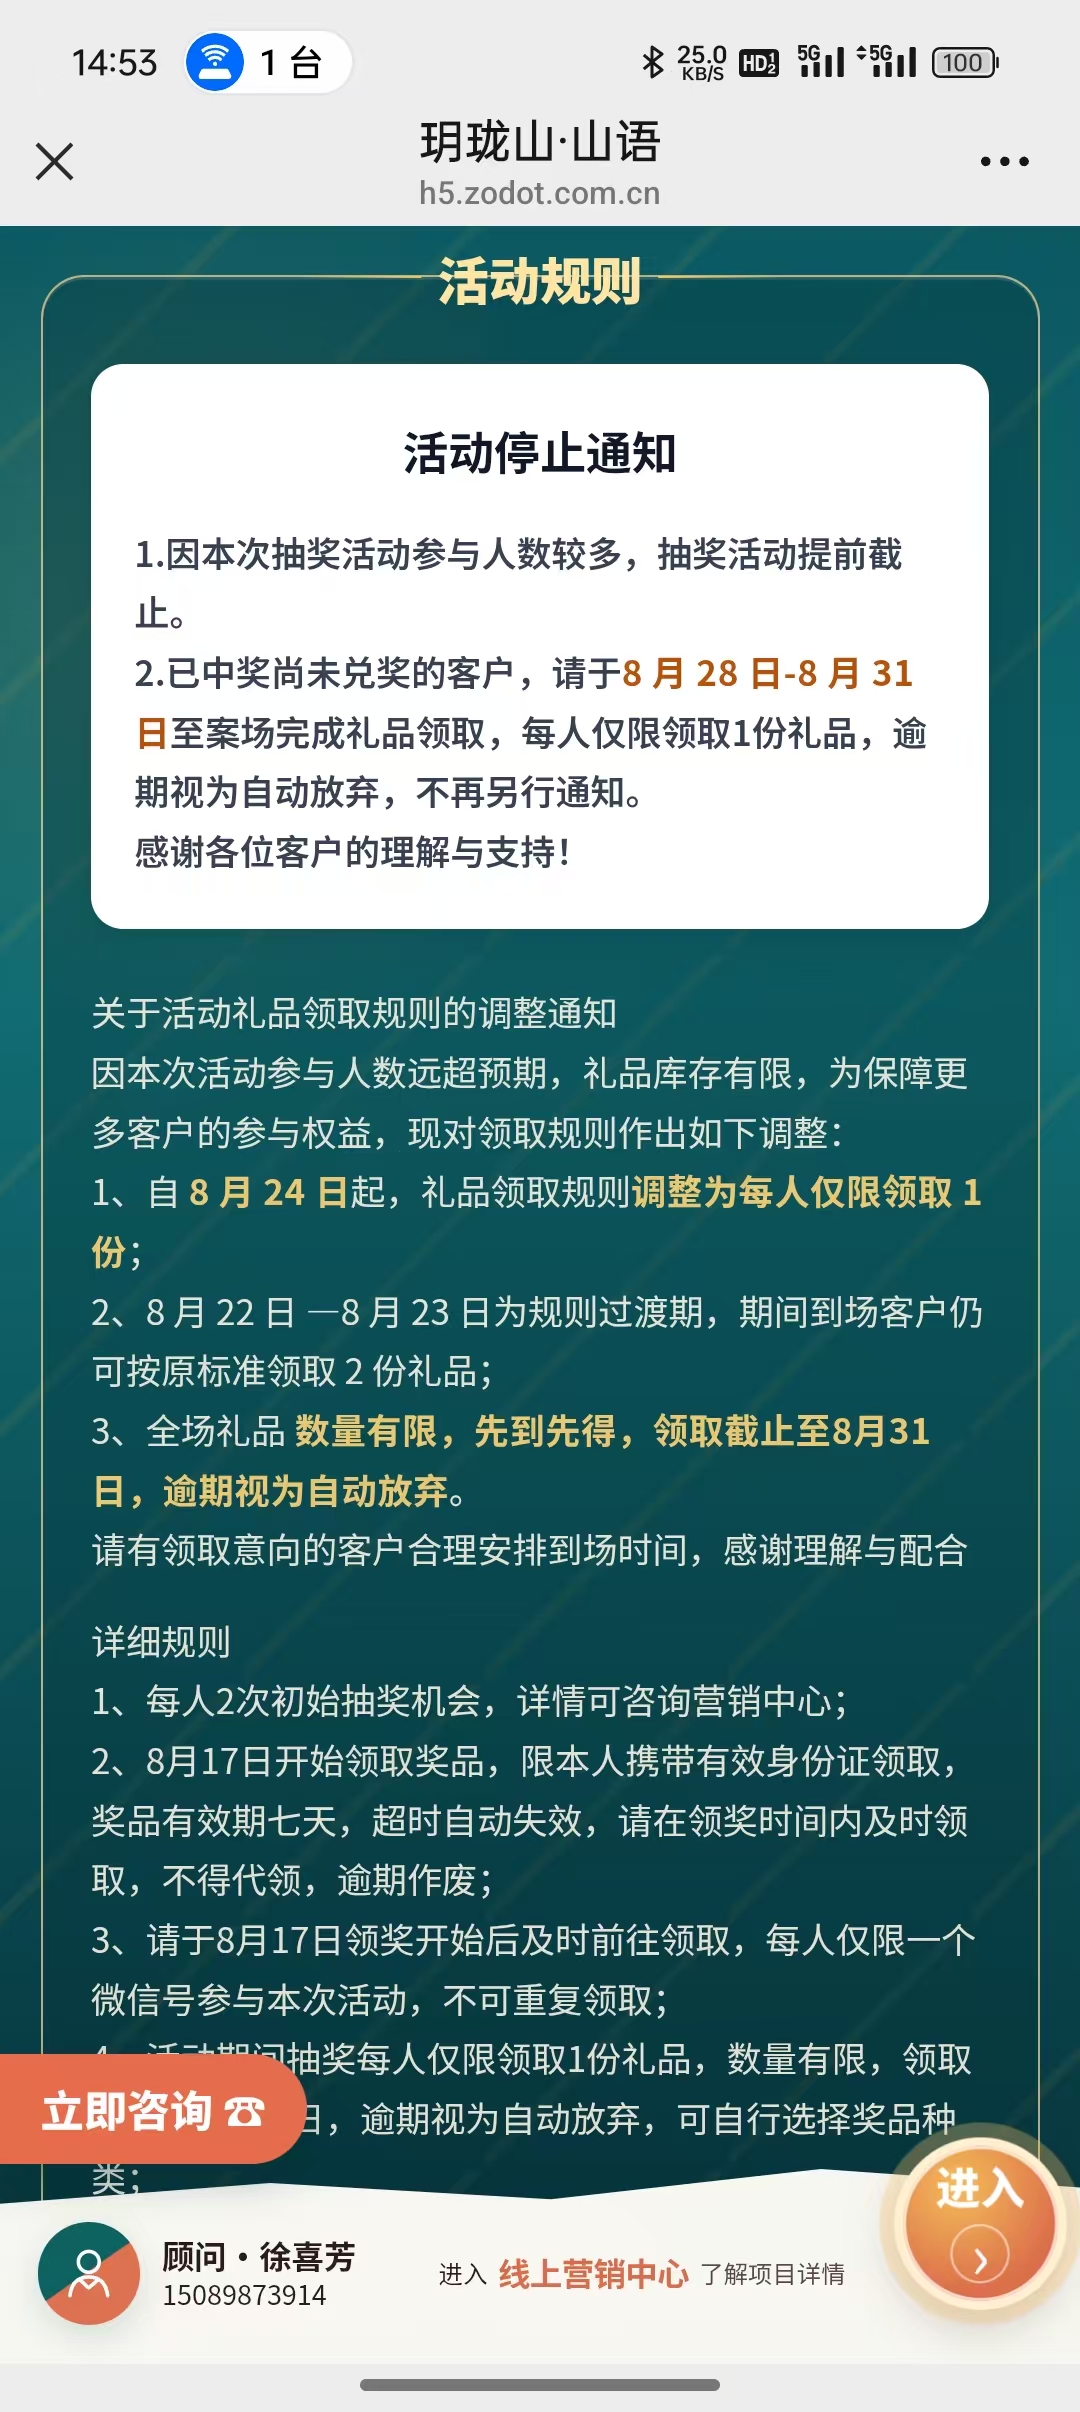 14:53
1 台
25.0
KB/S
HD 1 2
5G
5G
100
玥珑山·山语
h5.zodot.com.cn
活动规则
活动停止通知
1.因本次抽奖活动参与人数较多，抽奖活动提前截
止。
2.已中奖尚未兑奖的客户，请于8 月 28 日-8 月 31
日至案场完成礼品领取，每人仅限领取1份礼品，逾
期视为自动放弃，不再另行通知。
感谢各位客户的理解与支持！
关于活动礼品领取规则的调整通知
因本次活动参与人数远超预期，礼品库存有限，为保障更
多客户的参与权益，现对领取规则作出如下调整：
1、自 8 月 24 日起，礼品领取规则调整为每人仅限领取 1
份；
2、8 月 22 日 —8 月 23 日为规则过渡期，期间到场客户仍
可按原标准领取 2 份礼品；
3、全场礼品 数量有限，先到先得，领取截止至8月31
日，逾期视为自动放弃。
请有领取意向的客户合理安排到场时间，感谢理解与配合
详细规则
1、每人2次初始抽奖机会，详情可咨询营销中心；
2、8月17日开始领取奖品，限本人携带有效身份证领取，
奖品有效期七天，超时自动失效，请在领奖时间内及时领
取，不得代领，逾期作废；
3、请于8月17日领奖开始后及时前往领取，每人仅限一个
微信号参与本次活动，不可重复领取；
4、活动期间抽奖每人仅限领取1份礼品，数量有限，领取
日，逾期视为自动放弃，可自行选择奖品种
类；
立即咨询
进入
顾问·徐喜芳
15089873914
进入 线上营销中心 了解项目详情